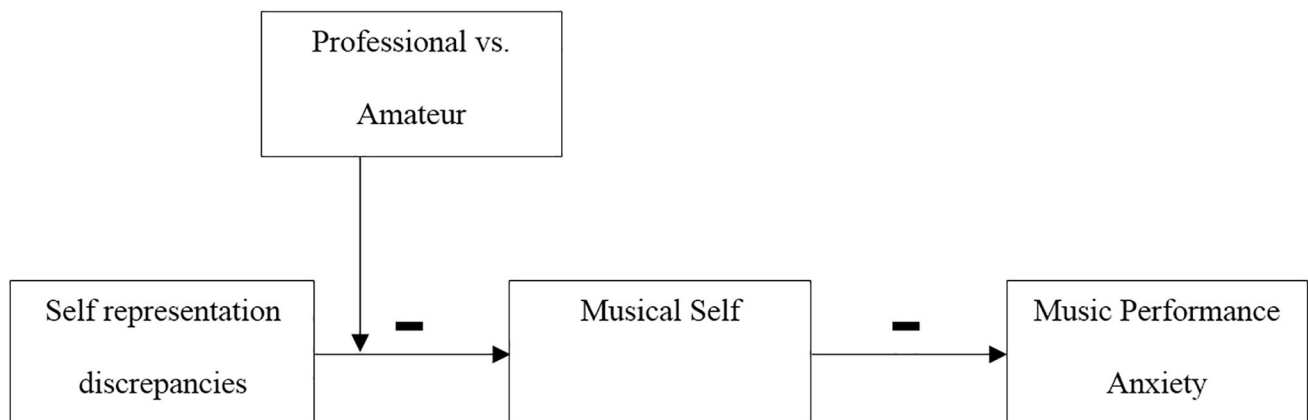 Professional vs.
Amateur
Self representation
discrepancies
-
Musical Self
-
Music Performance
Anxiety